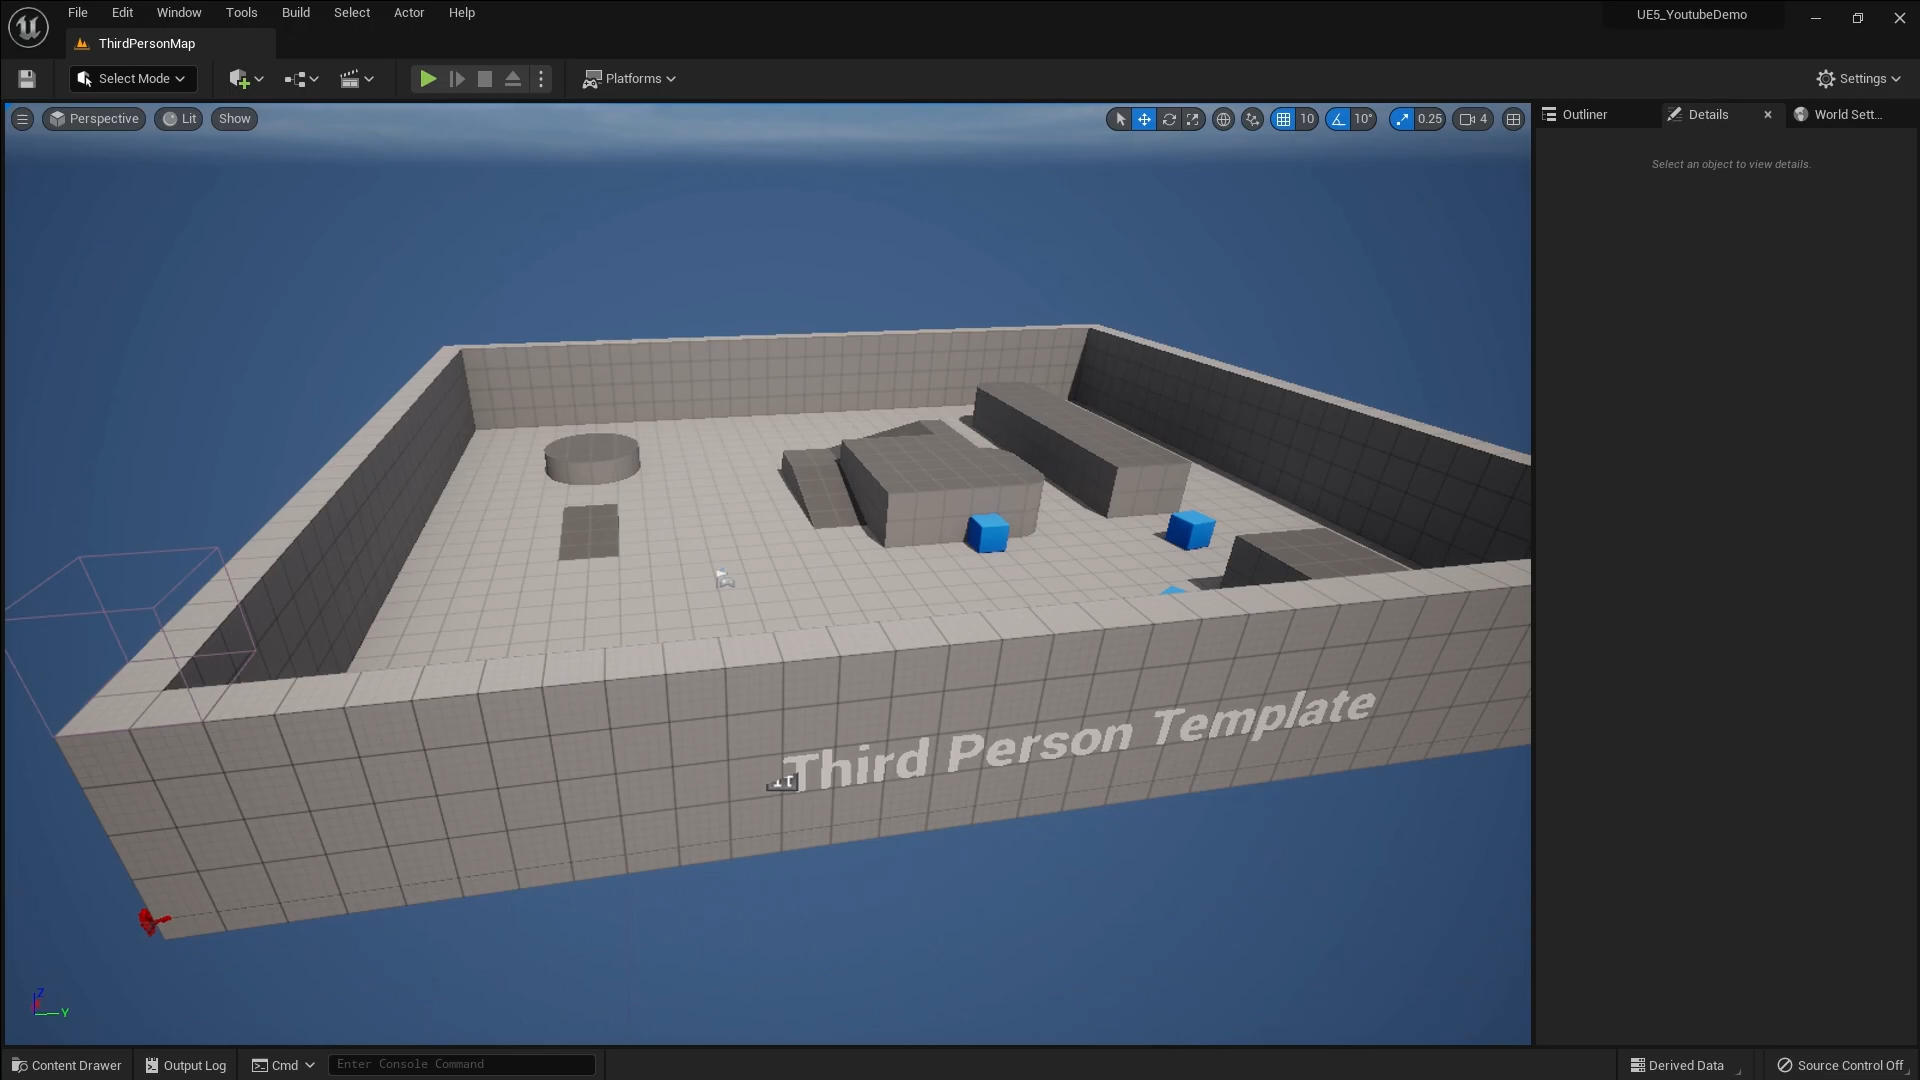 File Edit Window Tools Build Select Actor Help
UE5_YoutubeDemo
ThirdPersonMap
Select Mode
Platforms
Settings
Perspective Lit Show
10 10° 0.25 4
Outliner Details World Sett...
Select an object to view details.
Third Person Template
Z
Y
Content Drawer Output Log Cmd Enter Console Command Derived Data Source Control Off